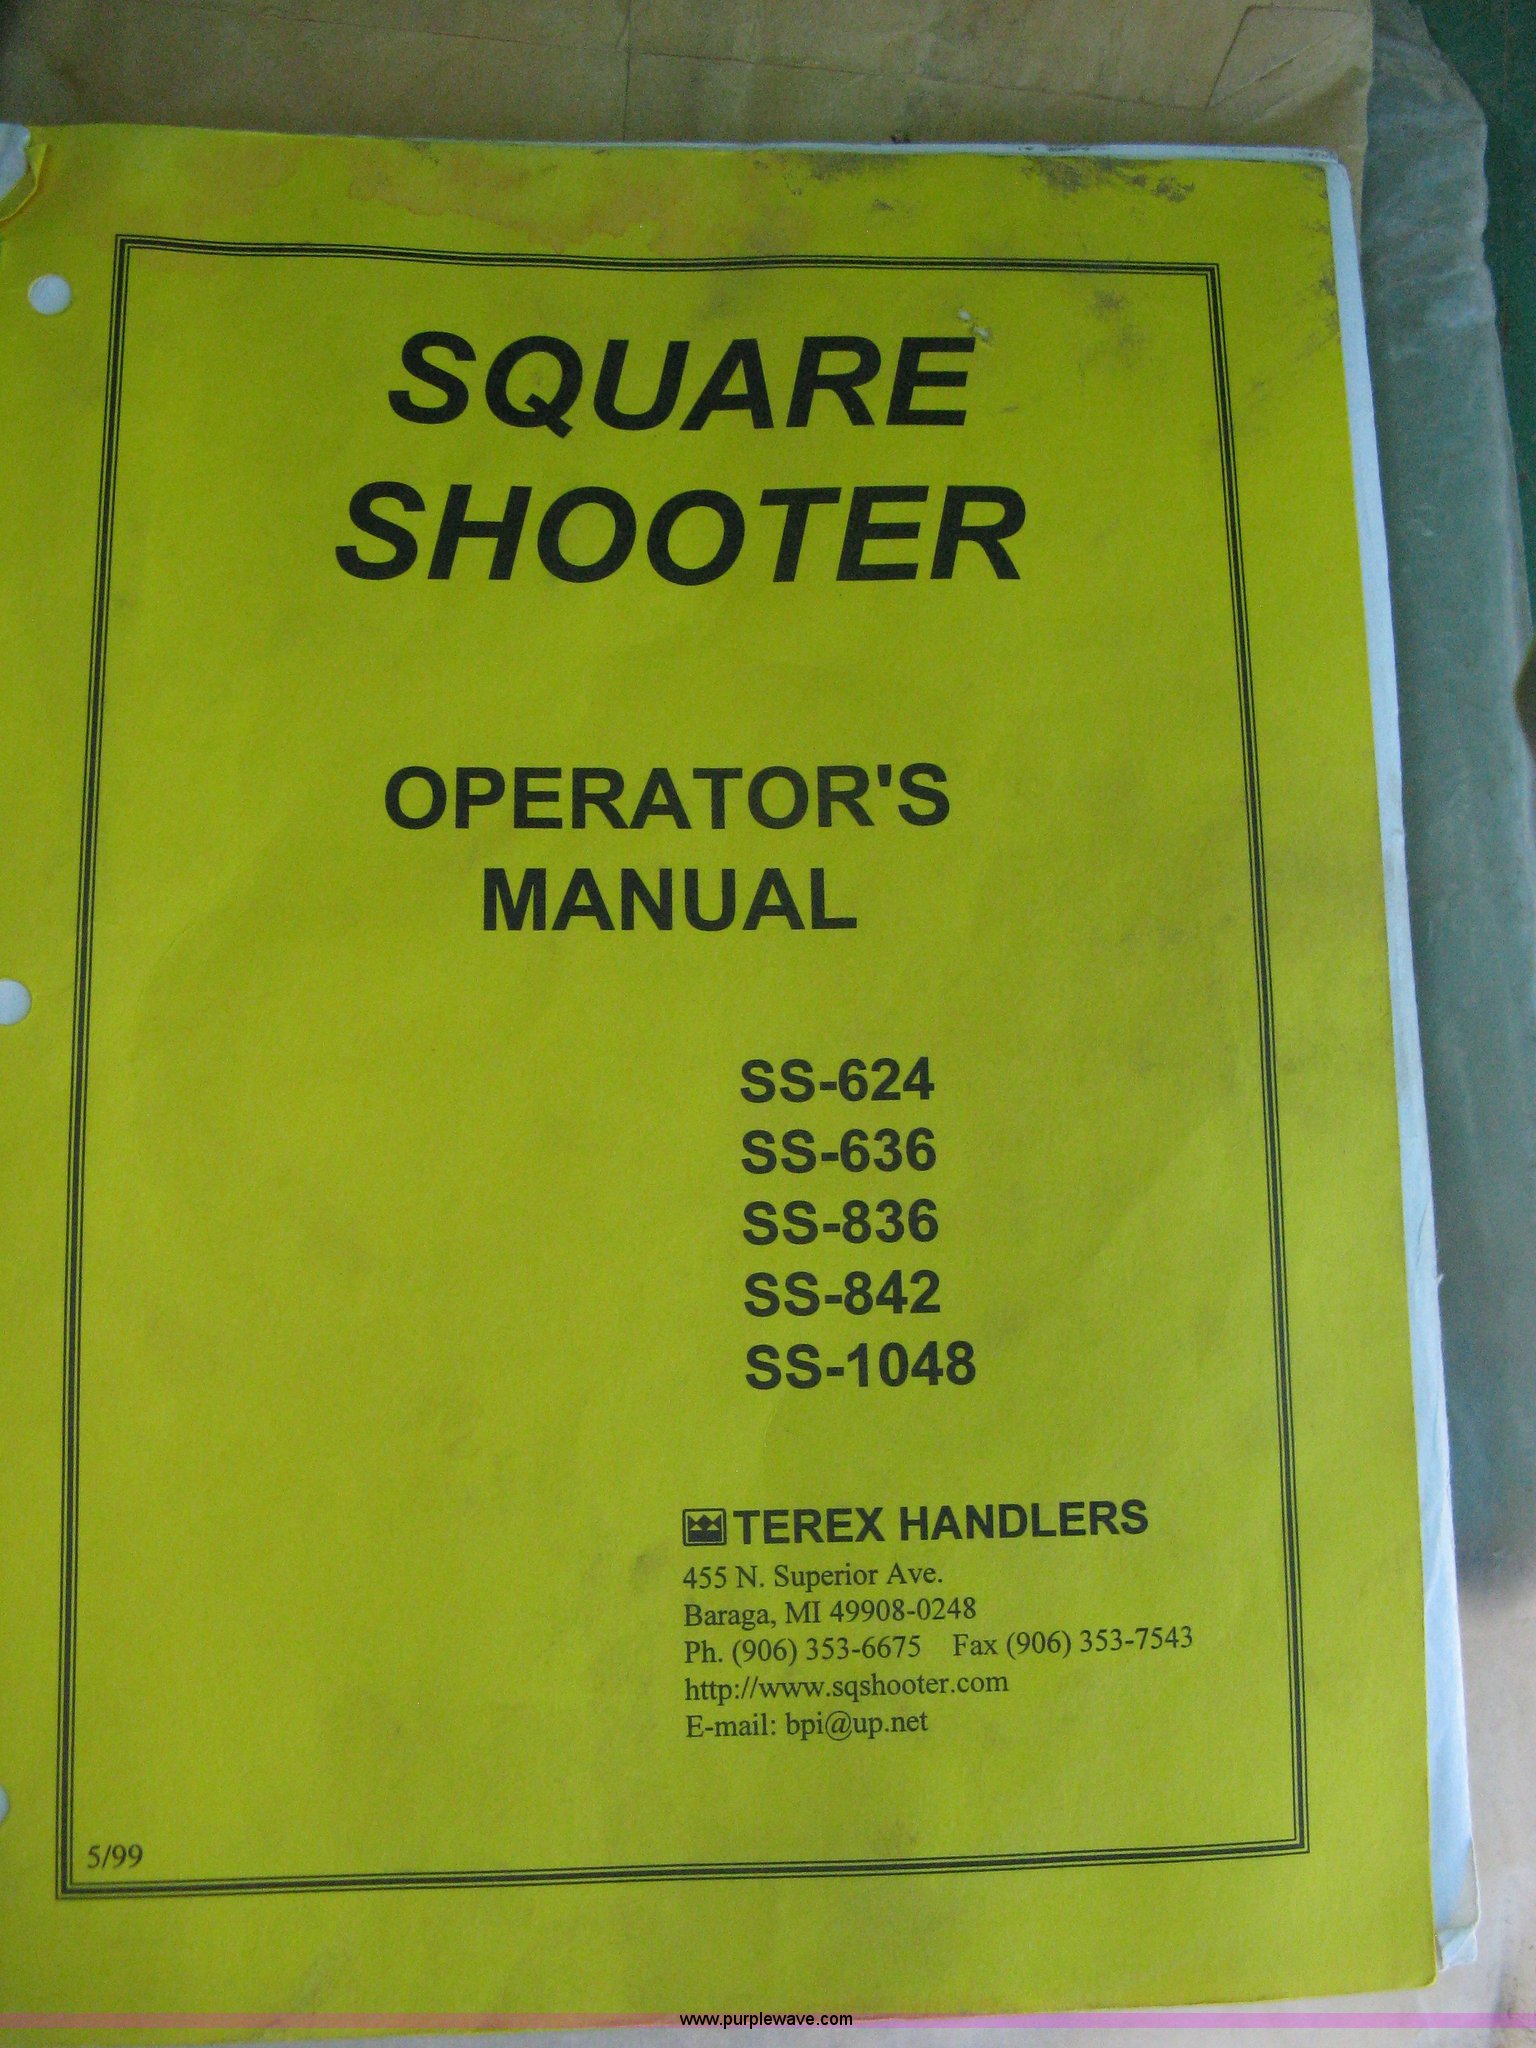 SQUARE
SHOOTER
OPERATOR'S
MANUAL
SS-624
SS-636
SS-836
SS-842
SS-1048
TEREX HANDLERS
455 N. Superior Ave.
Baraga, MI 49908-0248
Ph. (906) 353-6675 Fax (906) 353-7543
http://www.sqshooter.com
E-mail: bpi@up.net
5/99
www.purplewave.com